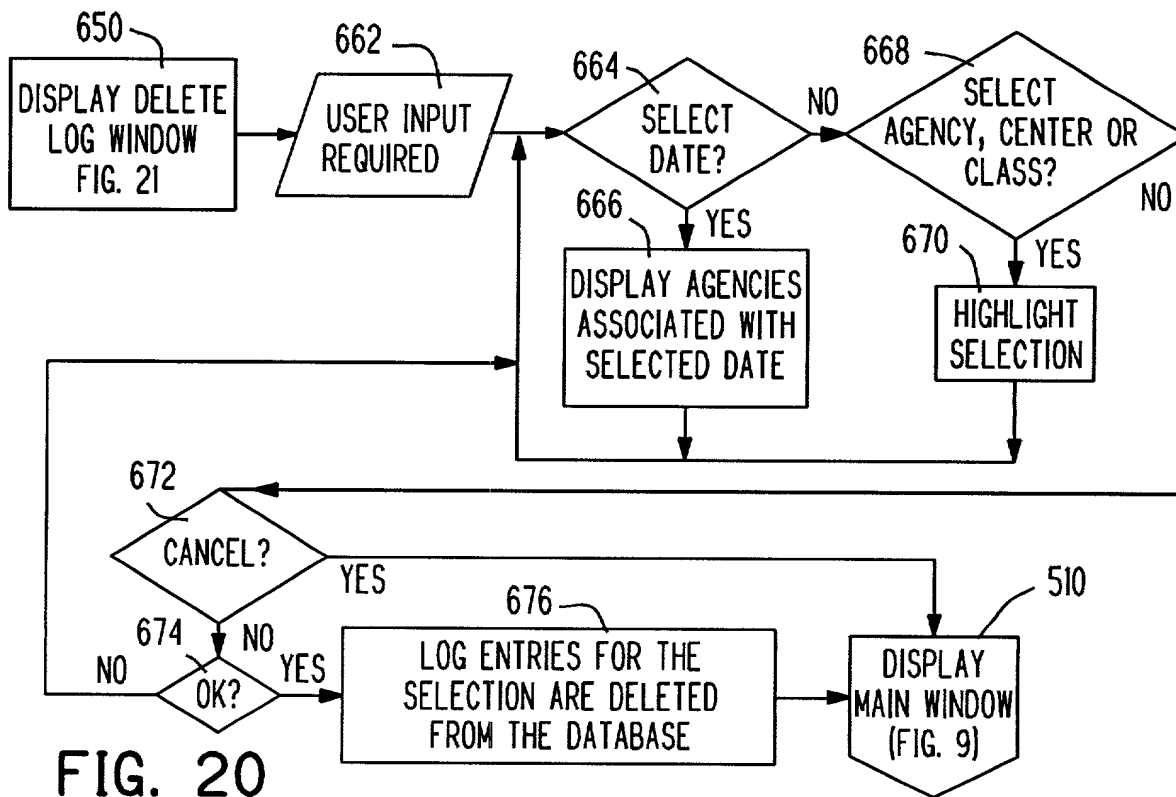 650
DISPLAY DELETE
LOG WINDOW
FIG. 21
662
USER INPUT
REQUIRED
664
SELECT
DATE?
NO
YES
668
SELECT
AGENCY, CENTER OR
CLASS?
NO
YES
666
DISPLAY AGENCIES
ASSOCIATED WITH
SELECTED DATE
670
HIGHLIGHT
SELECTION
672
CANCEL?
YES
NO
674
OK?
NO
YES
676
LOG ENTRIES FOR THE
SELECTION ARE DELETED
FROM THE DATABASE
510
DISPLAY
MAIN WINDOW
(FIG. 9)
FIG. 20